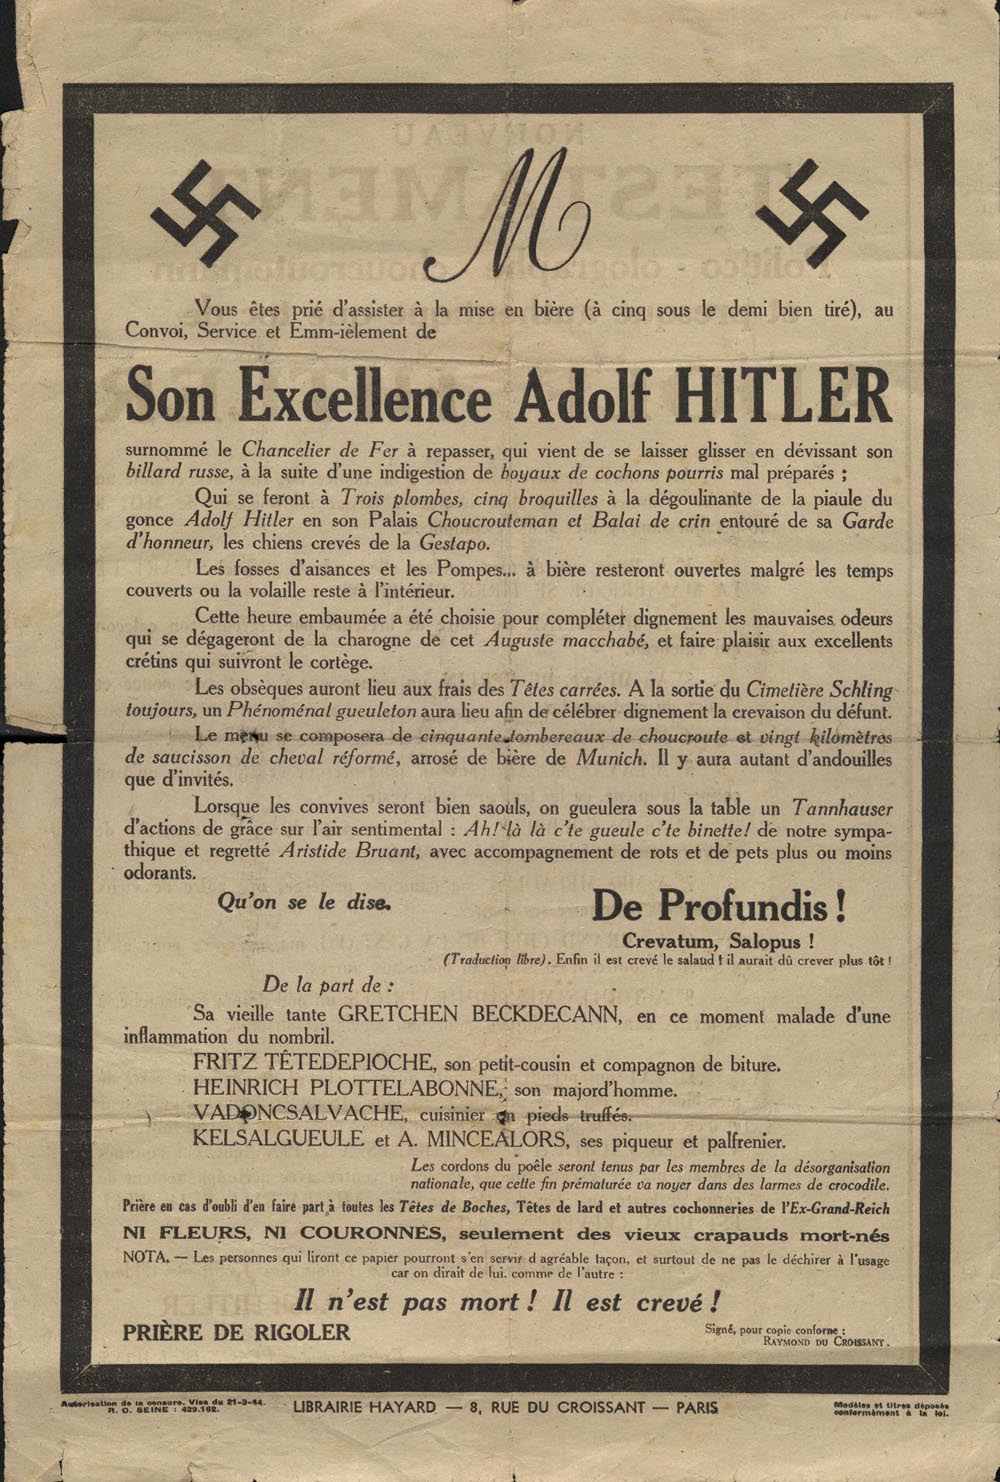 M
Vous êtes prié d'assister à la mise en bière (à cinq sous le demi bien tiré), au
Convoi, Service et Emm-ièlement de
Son Excellence Adolf HITLER
surnommé le Chancelier de Fer à repasser, qui vient de se laisser glisser en dévissant son
billard russe, à la suite d'une indigestion de boyaux de cochons pourris mal préparés ;
Qui se feront à Trois plombes, cinq broquilles à la dégoulinante de la piaule du
gonce Adolf Hitler en son Palais Choucrouteman et Balai de crin entouré de sa Garde
d'honneur, les chiens crevés de la Gestapo.
Les fosses d'aisances et les Pompes... à bière resteront ouvertes malgré les temps
couverts ou la volaille reste à l'intérieur.
Cette heure embaumée a été choisie pour compléter dignement les mauvaises odeurs
qui se dégageront de la charogne de cet Auguste macchabé, et faire plaisir aux excellents
crétins qui suivront le cortège.
Les obsèques auront lieu aux frais des Têtes carrées. A la sortie du Cimetière Schling
toujours, un Phénoménal gueuleton aura lieu afin de célébrer dignement la crevaison du défunt.
Le menu se composera de cinquante tombereaux de choucroute et vingt kilomètres
de saucisson de cheval réformé, arrosé de bière de Munich. Il y aura autant d'andouilles
que d'invités.
Lorsque les convives seront bien saouls, on gueulera sous la table un Tannhauser
d'actions de grâce sur l'air sentimental : Ah! là là c'te gueule c'te binette! de notre sympa-
thique et regretté Aristide Bruant, avec accompagnement de rots et de pets plus ou moins
odorants.
Qu'on se le dise.
De Profundis !
Crevatum, Salopus !
(Traduction libre). Enfin il est crevé le salaud ! il aurait dû crever plus tôt !
De la part de :
Sa vieille tante GRETCHEN BECKDECANN, en ce moment malade d'une
inflammation du nombril.
FRITZ TÊTEDEPIOCHE, son petit-cousin et compagnon de biture.
HEINRICH PLOTTELABONNE, son majord'homme.
VADONCSALVACHE, cuisinier en pieds truffés.
KELSALGUEULE et A. MINCEALORS, ses piqueur et palfrenier.
Les cordons du poêle seront tenus par les membres de la désorganisation
nationale, que cette fin prématurée va noyer dans des larmes de crocodile.
Prière en cas d'oubli d'en faire part à toutes les Têtes de Boches, Têtes de lard et autres cochonneries de l'Ex-Grand-Reich
NI FLEURS, NI COURONNES, seulement des vieux crapauds mort-nés
NOTA. — Les personnes qui liront ce papier pourront s'en servir d'agréable façon, et surtout de ne pas le déchirer à l'usage
car on dirait de lui, comme de l'autre :
Il n'est pas mort ! Il est crevé !
PRIÈRE DE RIGOLER
Signé, pour copie conforme :
RAYMOND DU CROISSANT.
Autorisation de la censure. Visa du 21-9-44.
R. C. SEINE : 429.102.
LIBRAIRIE HAYARD — 8, RUE DU CROISSANT — PARIS
Modèles et titres déposés
conformément à la loi.